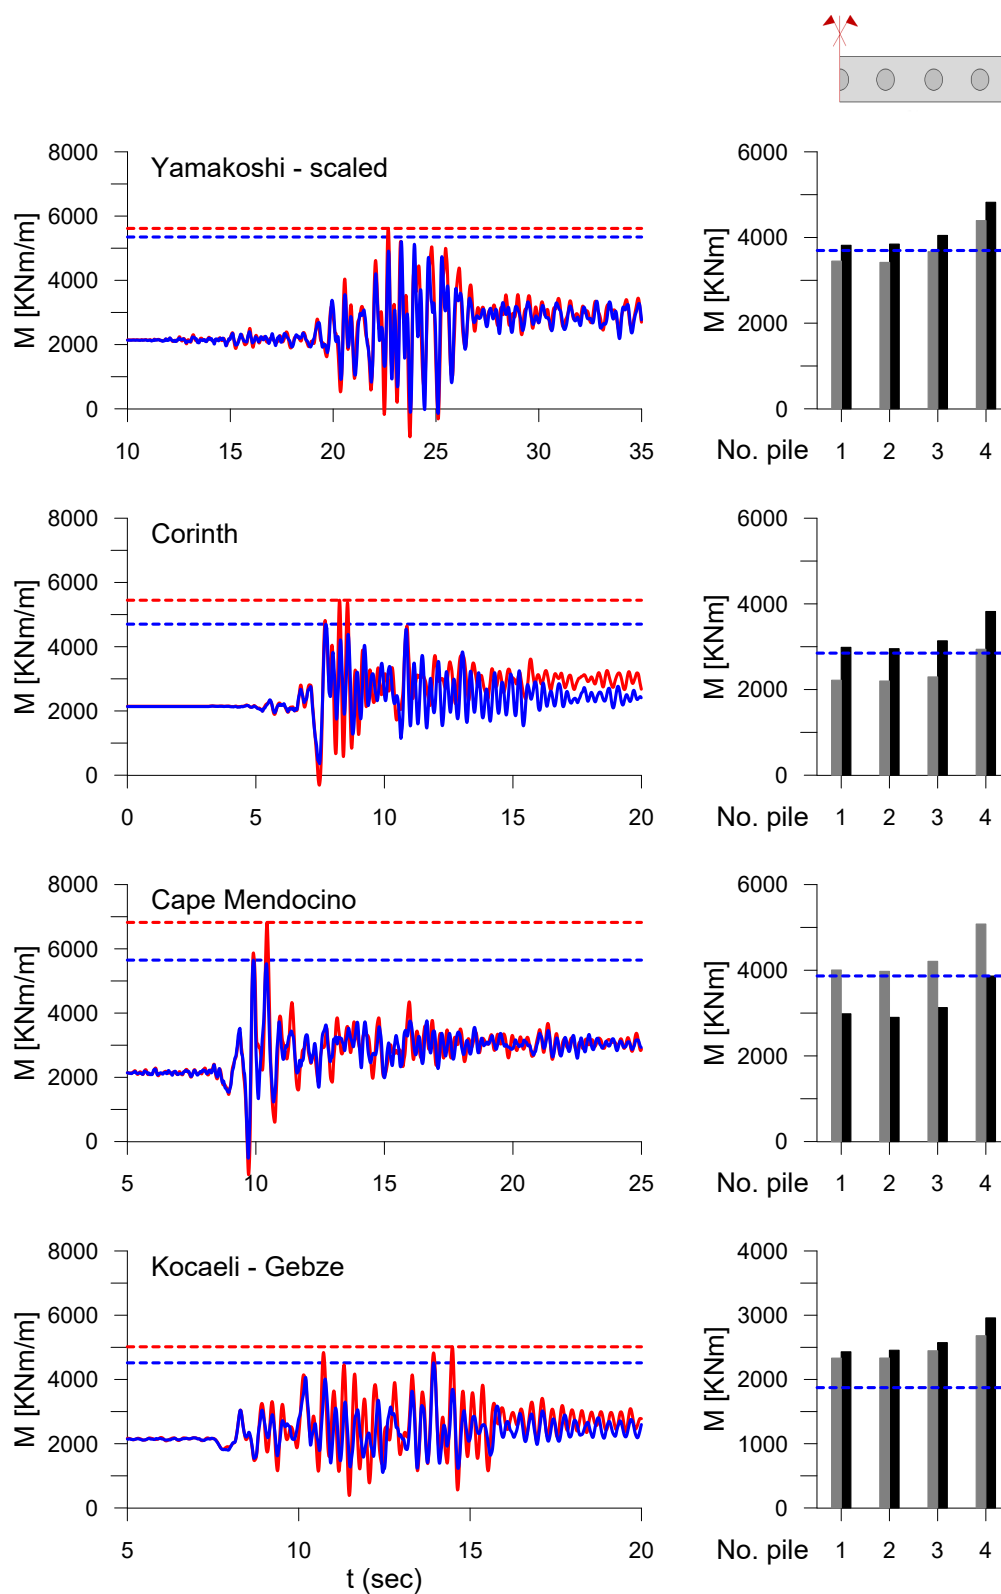 Yamakoshi - scaled
M [KNm/m]
8000
6000
4000
2000
0
10 15 20 25 30 35
M [KNm]
6000
4000
2000
0
No. pile 1 2 3 4
Corinth
M [KNm/m]
8000
6000
4000
2000
0
0 5 10 15 20
M [KNm]
6000
4000
2000
0
No. pile 1 2 3 4
Cape Mendocino
M [KNm/m]
8000
6000
4000
2000
0
5 10 15 20 25
M [KNm]
6000
4000
2000
0
No. pile 1 2 3 4
Kocaeli - Gebze
M [KNm/m]
8000
6000
4000
2000
0
5 10 15 20
t (sec)
M [KNm]
4000
3000
2000
1000
0
No. pile 1 2 3 4